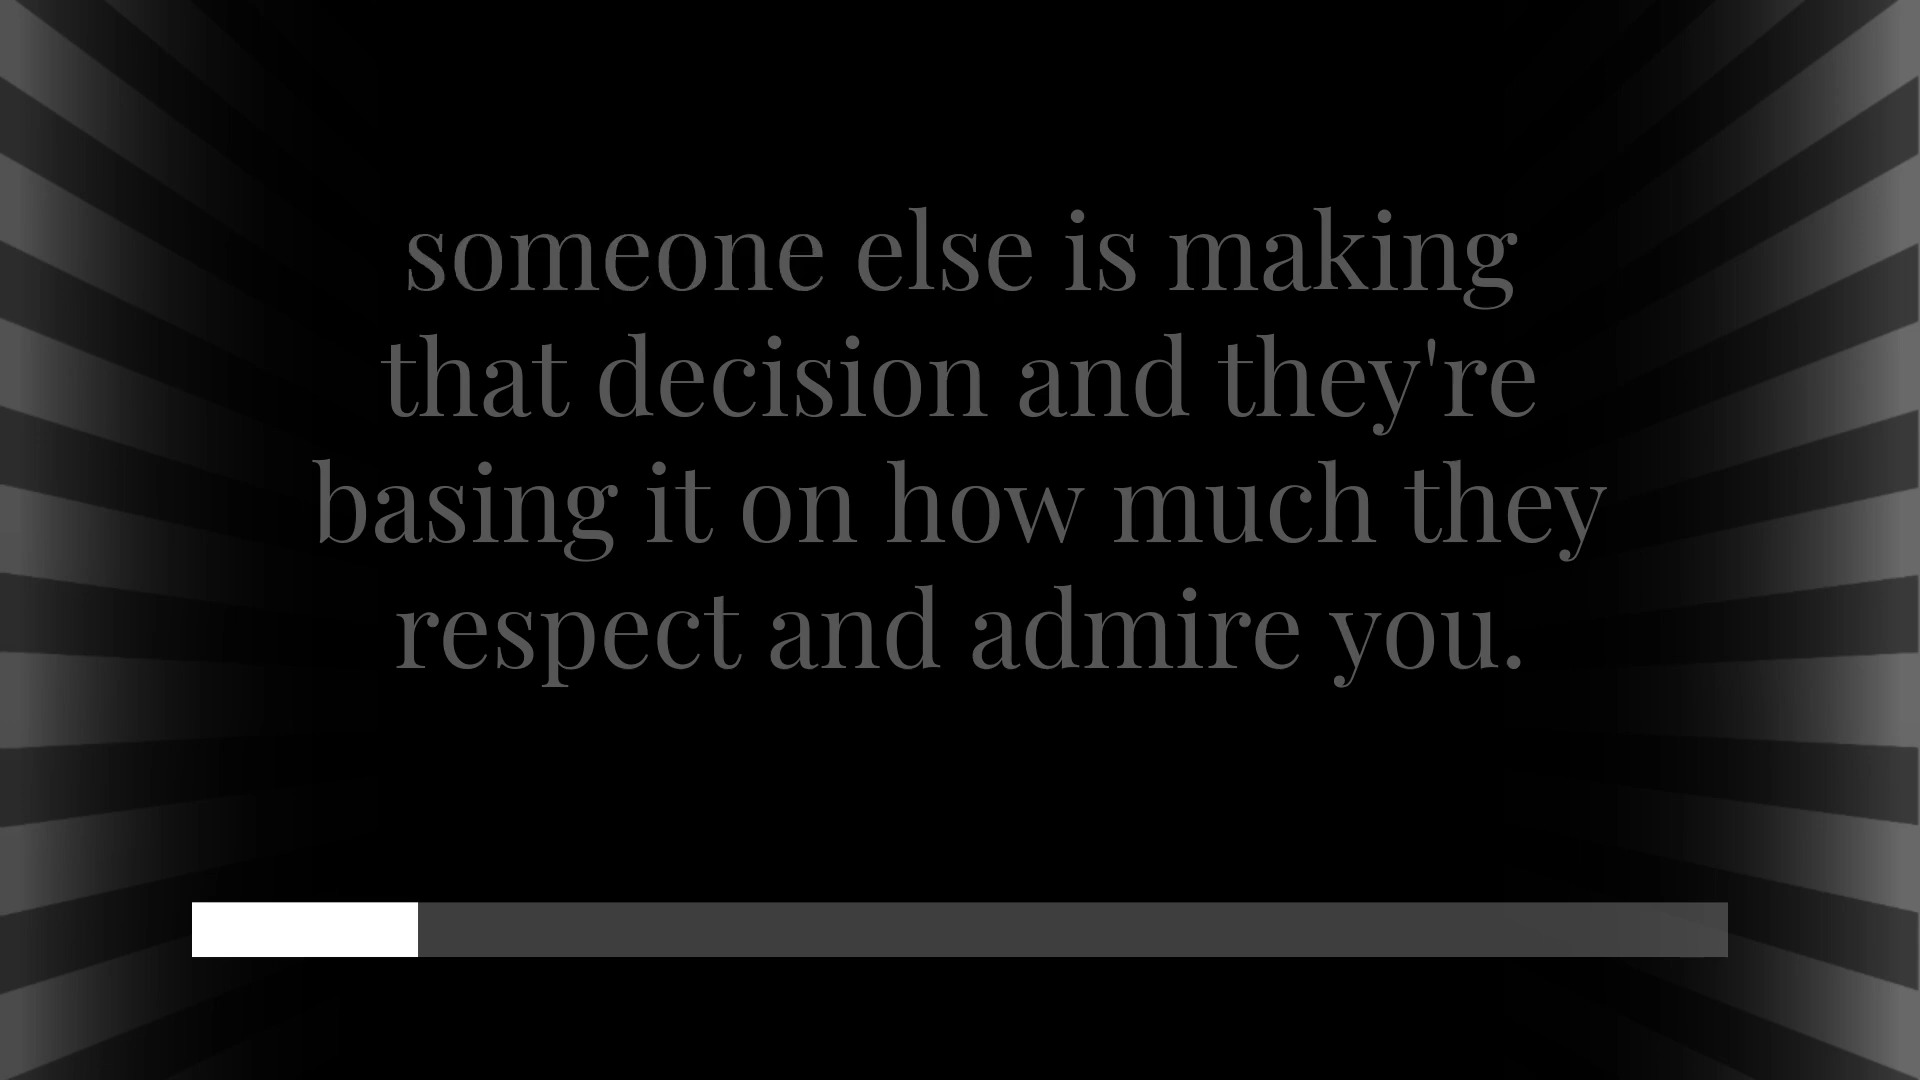 someone else is making
that decision and they're
basing it on how much they
respect and admire you.